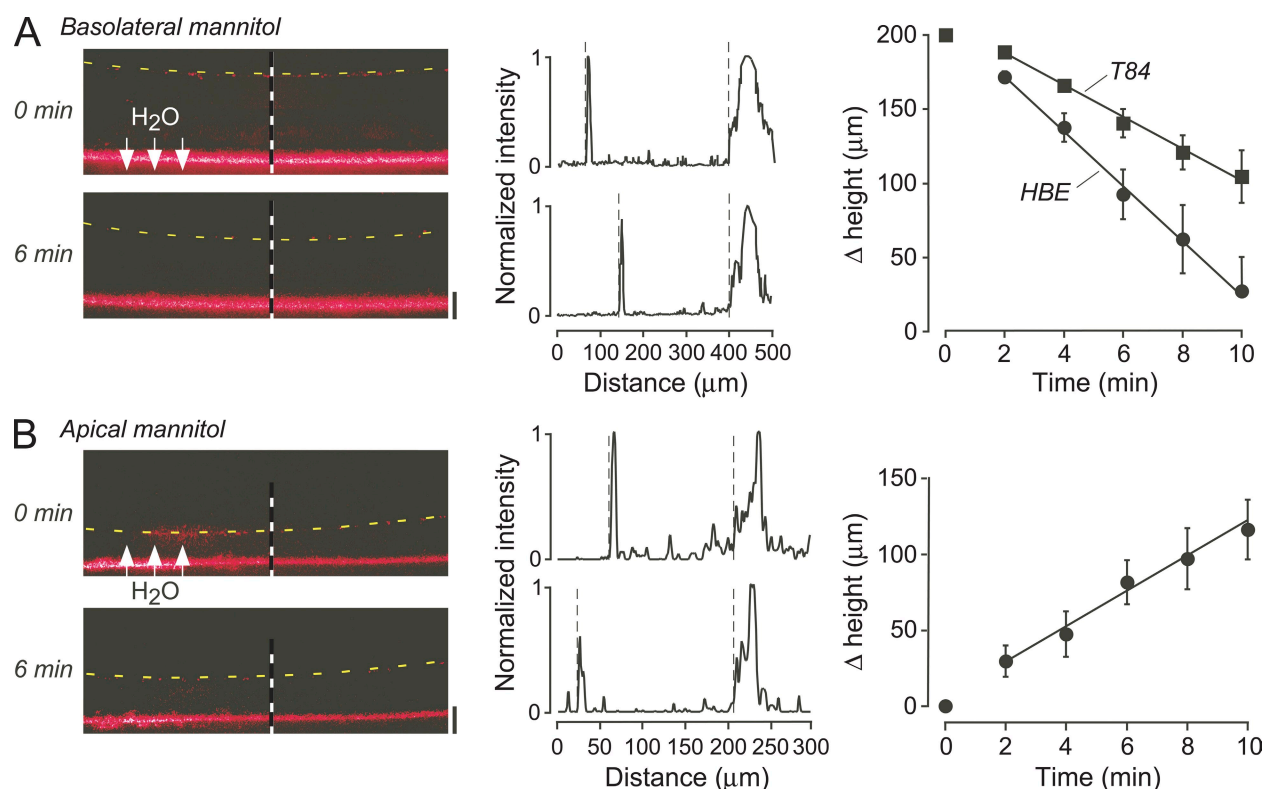 A Basolateral mannitol
0 min
H2O
6 min
Normalized intensity
1
0
Normalized intensity
1
0
0 100 200 300 400 500
Distance (μm)
Δ height (μm)
200
150
100
50
0
T84
HBE
0 2 4 6 8 10
Time (min)
B Apical mannitol
0 min
H2O
6 min
Normalized intensity
1
0
1
0
0 50 100 150 200 250 300
Distance (μm)
Δ height (μm)
150
100
50
0
0 2 4 6 8 10
Time (min)